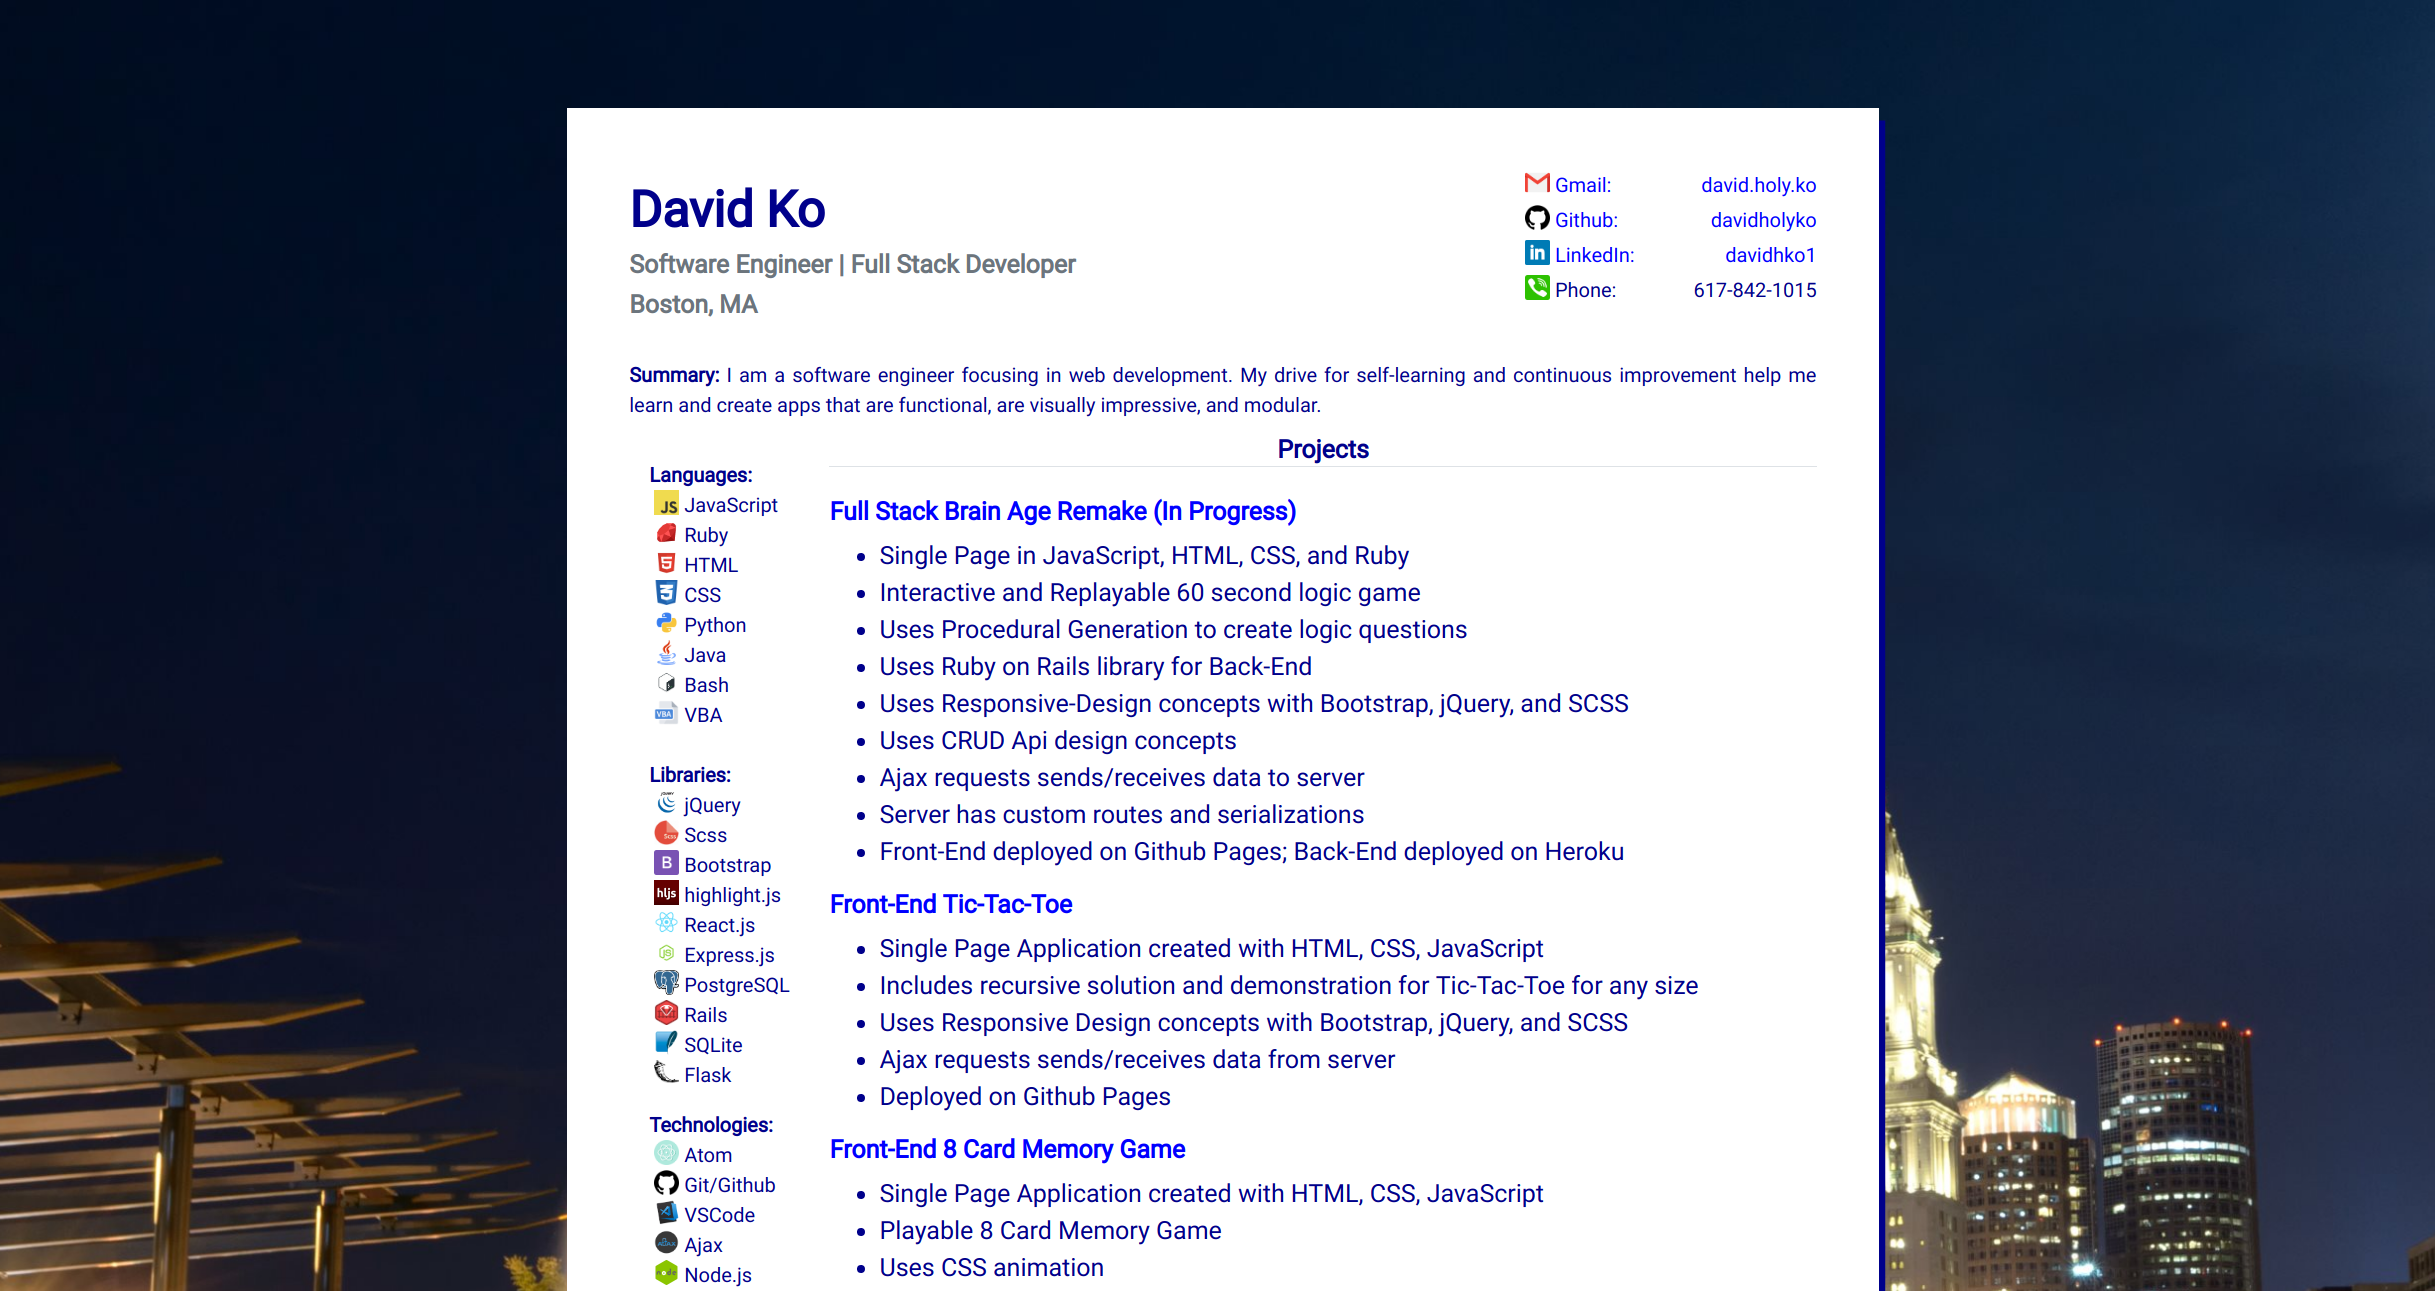 David Ko
Software Engineer | Full Stack Developer
Boston, MA
Gmail: david.holy.ko
Github: davidholyko
LinkedIn: davidhko1
Phone: 617-842-1015
Summary: I am a software engineer focusing in web development. My drive for self-learning and continuous improvement help me
learn and create apps that are functional, are visually impressive, and modular.
Languages:
JS JavaScript
Ruby
HTML
CSS
Python
Java
Bash
VBA VBA
Libraries:
jQuery
Scss Scss
B Bootstrap
hljs highlight.js
React.js
Express.js
PostgreSQL
Rails
SQLite
Flask
Technologies:
Atom
Git/Github
VSCode
Ajax
Node.js
Projects
Full Stack Brain Age Remake (In Progress)
Single Page in JavaScript, HTML, CSS, and Ruby
Interactive and Replayable 60 second logic game
Uses Procedural Generation to create logic questions
Uses Ruby on Rails library for Back-End
Uses Responsive-Design concepts with Bootstrap, jQuery, and SCSS
Uses CRUD Api design concepts
Ajax requests sends/receives data to server
Server has custom routes and serializations
Front-End deployed on Github Pages; Back-End deployed on Heroku
Front-End Tic-Tac-Toe
Single Page Application created with HTML, CSS, JavaScript
Includes recursive solution and demonstration for Tic-Tac-Toe for any size
Uses Responsive Design concepts with Bootstrap, jQuery, and SCSS
Ajax requests sends/receives data from server
Deployed on Github Pages
Front-End 8 Card Memory Game
Single Page Application created with HTML, CSS, JavaScript
Playable 8 Card Memory Game
Uses CSS animation